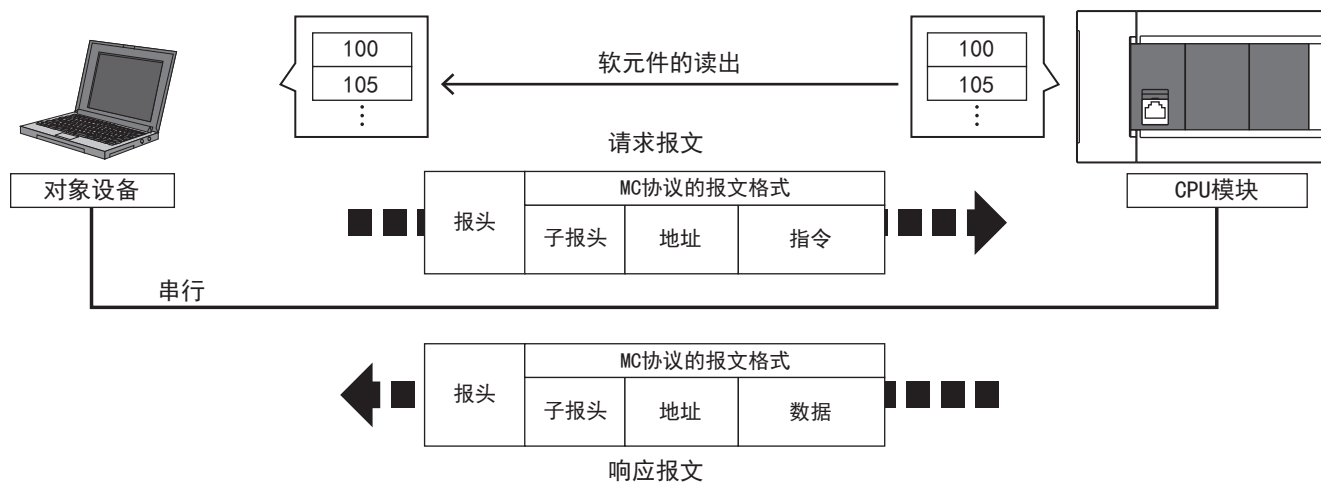 100
105
⋮
软元件的读出
100
105
⋮
请求报文
对象设备
CPU模块
报头
MC协议的报文格式
子报头
地址
指令
串行
报头
MC协议的报文格式
子报头
地址
数据
响应报文